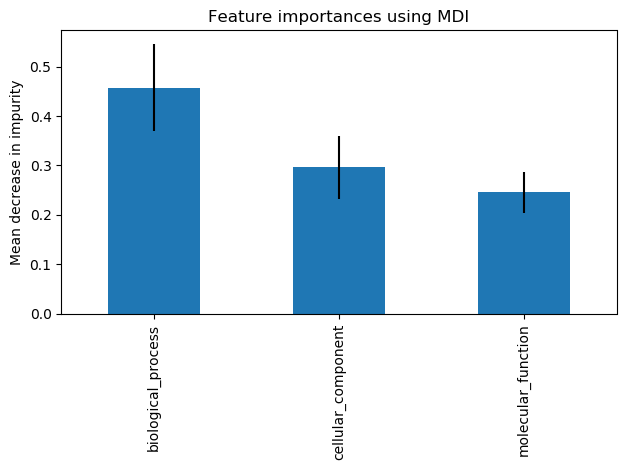 Feature importances using MDI
Mean decrease in impurity
0.5
0.4
0.3
0.2
0.1
0.0
biological_process
cellular_component
molecular_function